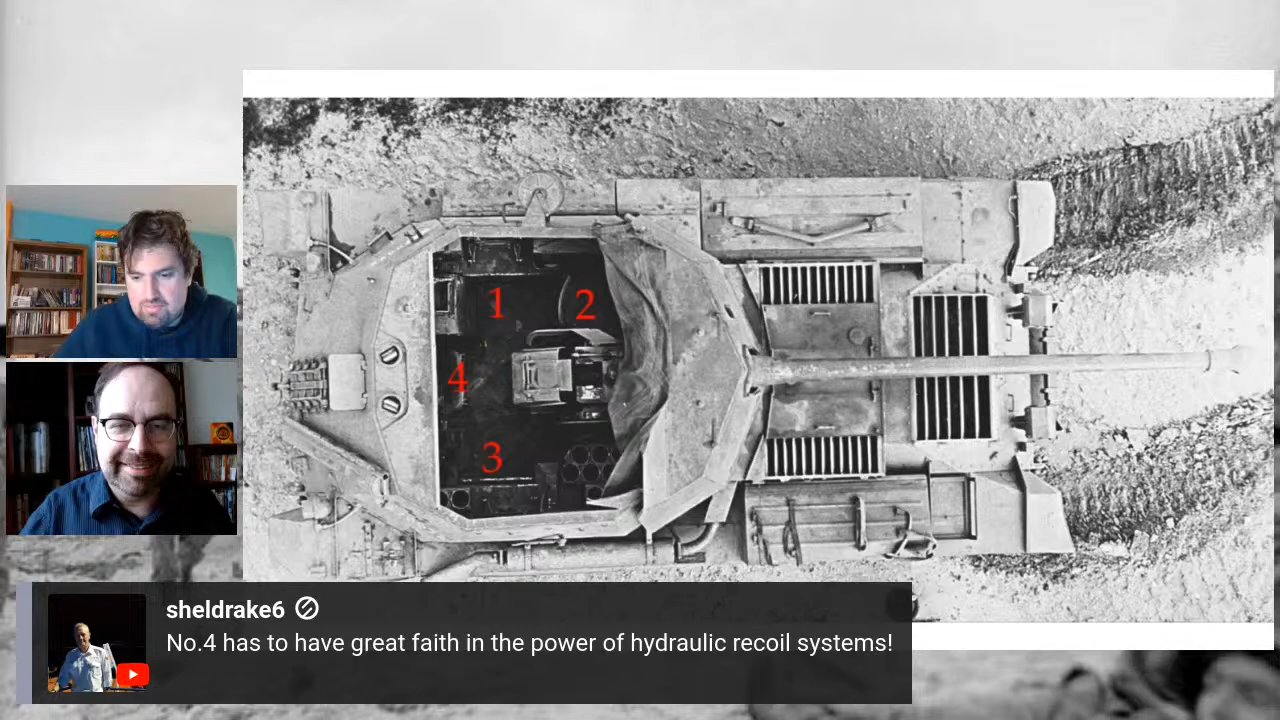 1
2
4
3
sheldrake6
No.4 has to have great faith in the power of hydraulic recoil systems!